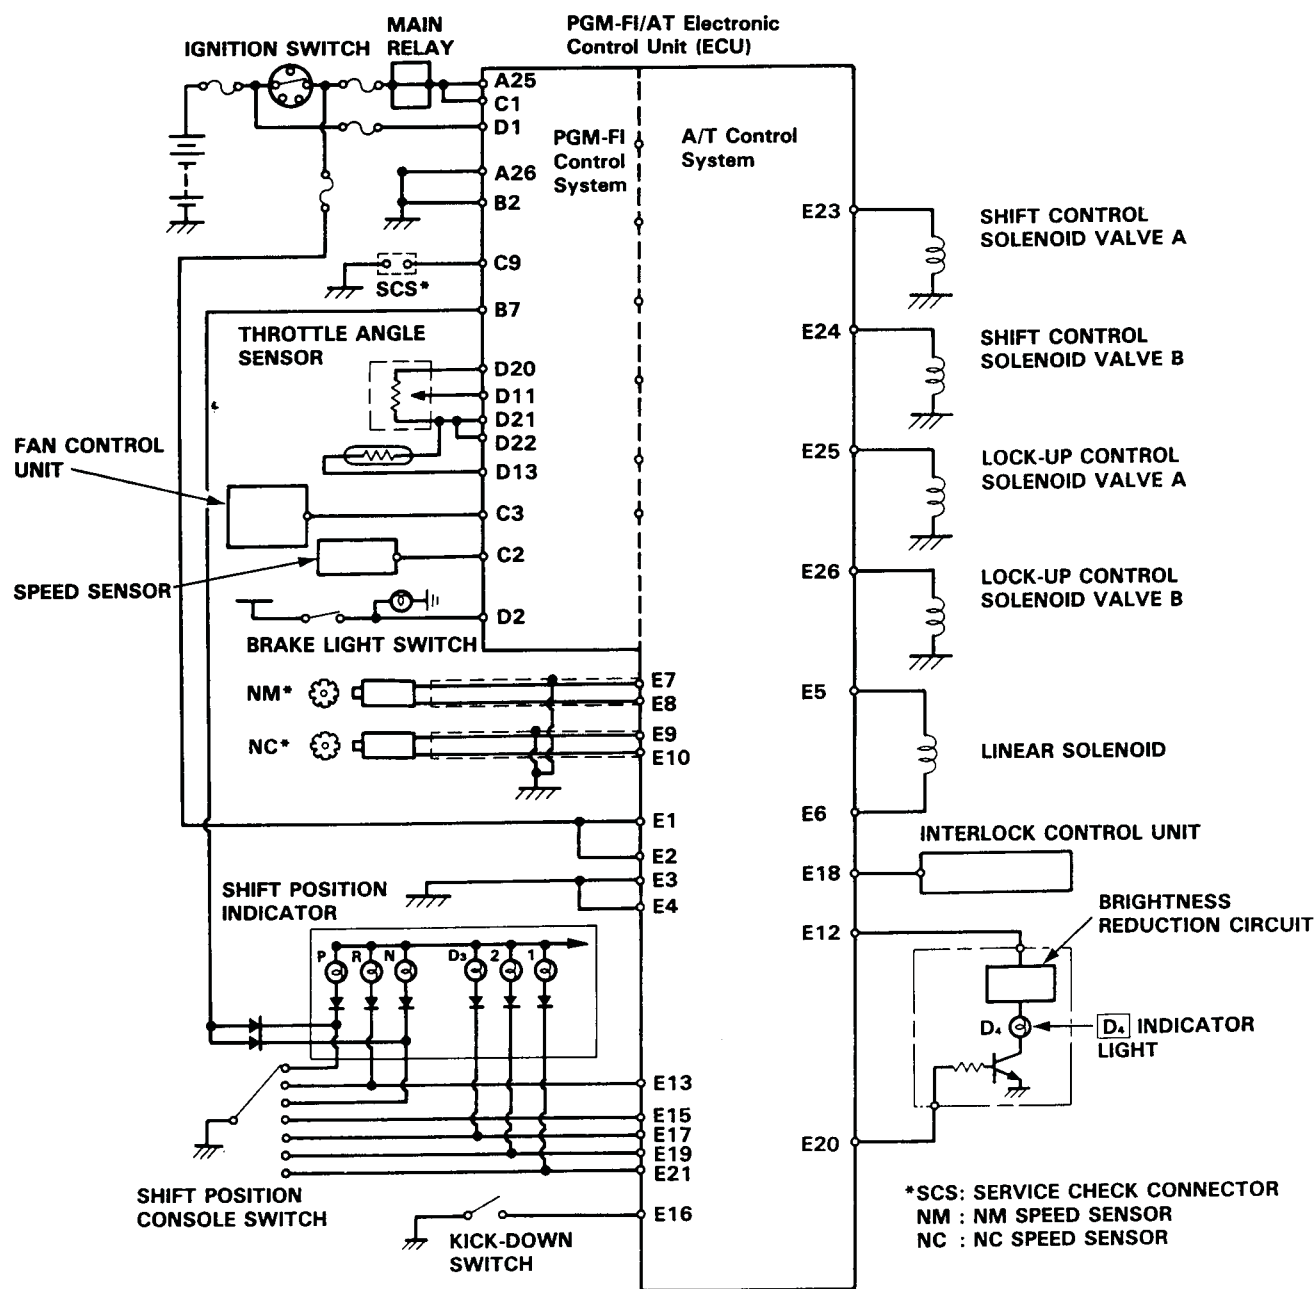 PGM-FI/AT Electronic
Control Unit (ECU)
MAIN
RELAY
IGNITION SWITCH
A25
C1
D1
A26
B2
C9
SCS*
B7
PGM-FI
Control
System
A/T Control
System
THROTTLE ANGLE
SENSOR
D20
D11
D21
D22
D13
FAN CONTROL
UNIT
C3
C2
SPEED SENSOR
D2
BRAKE LIGHT SWITCH
NM*
E7
E8
NC*
E9
E10
E1
E2
E3
E4
SHIFT POSITION
INDICATOR
P R N D3 2 1
E13
E15
E17
E19
E21
SHIFT POSITION
CONSOLE SWITCH
E16
KICK-DOWN
SWITCH
E23
SHIFT CONTROL
SOLENOID VALVE A
E24
SHIFT CONTROL
SOLENOID VALVE B
E25
LOCK-UP CONTROL
SOLENOID VALVE A
E26
LOCK-UP CONTROL
SOLENOID VALVE B
E5
LINEAR SOLENOID
E6
INTERLOCK CONTROL UNIT
E18
BRIGHTNESS
REDUCTION CIRCUIT
E12
D4
D4 INDICATOR
LIGHT
E20
*SCS: SERVICE CHECK CONNECTOR
NM : NM SPEED SENSOR
NC : NC SPEED SENSOR